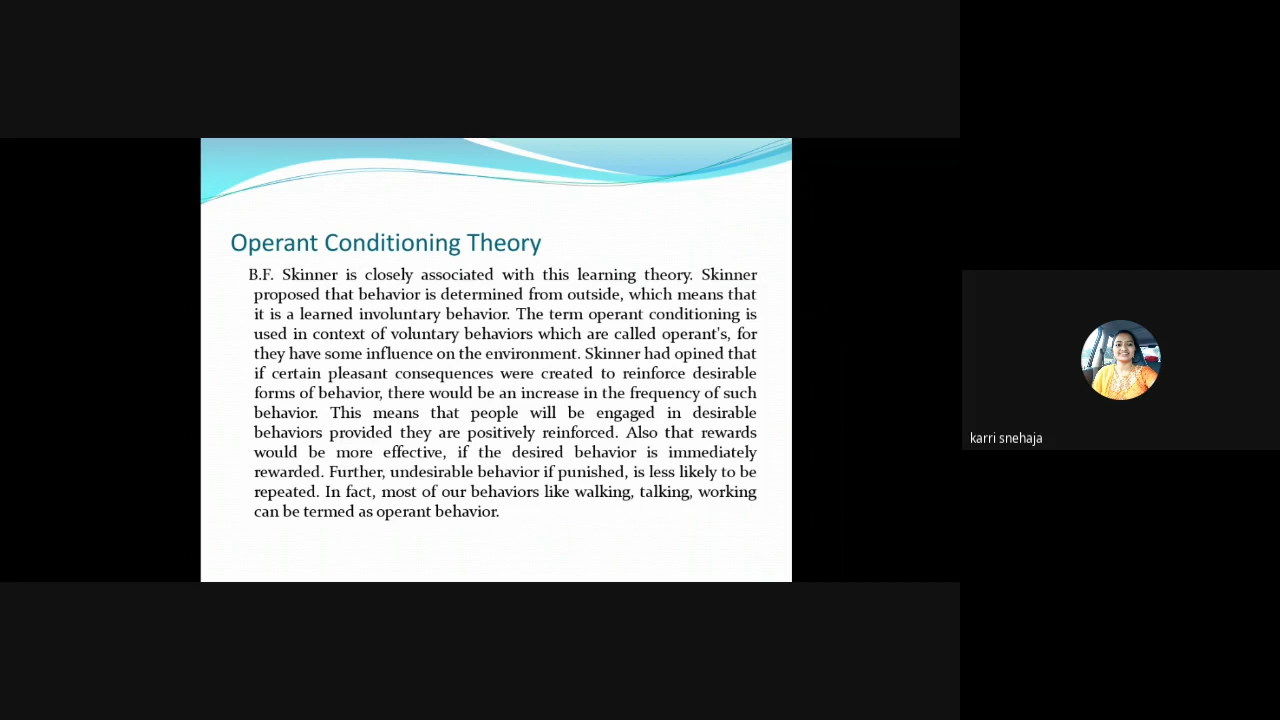 Operant Conditioning Theory
B.F. Skinner is closely associated with this learning theory. Skinner
proposed that behavior is determined from outside, which means that
it is a learned involuntary behavior. The term operant conditioning is
used in context of voluntary behaviors which are called operant's, for
they have some influence on the environment. Skinner had opined that
if certain pleasant consequences were created to reinforce desirable
forms of behavior, there would be an increase in the frequency of such
behavior. This means that people will be engaged in desirable
behaviors provided they are positively reinforced. Also that rewards
would be more effective, if the desired behavior is immediately
rewarded. Further, undesirable behavior if punished, is less likely to be
repeated. In fact, most of our behaviors like walking, talking, working
can be termed as operant behavior.
karri snehaja